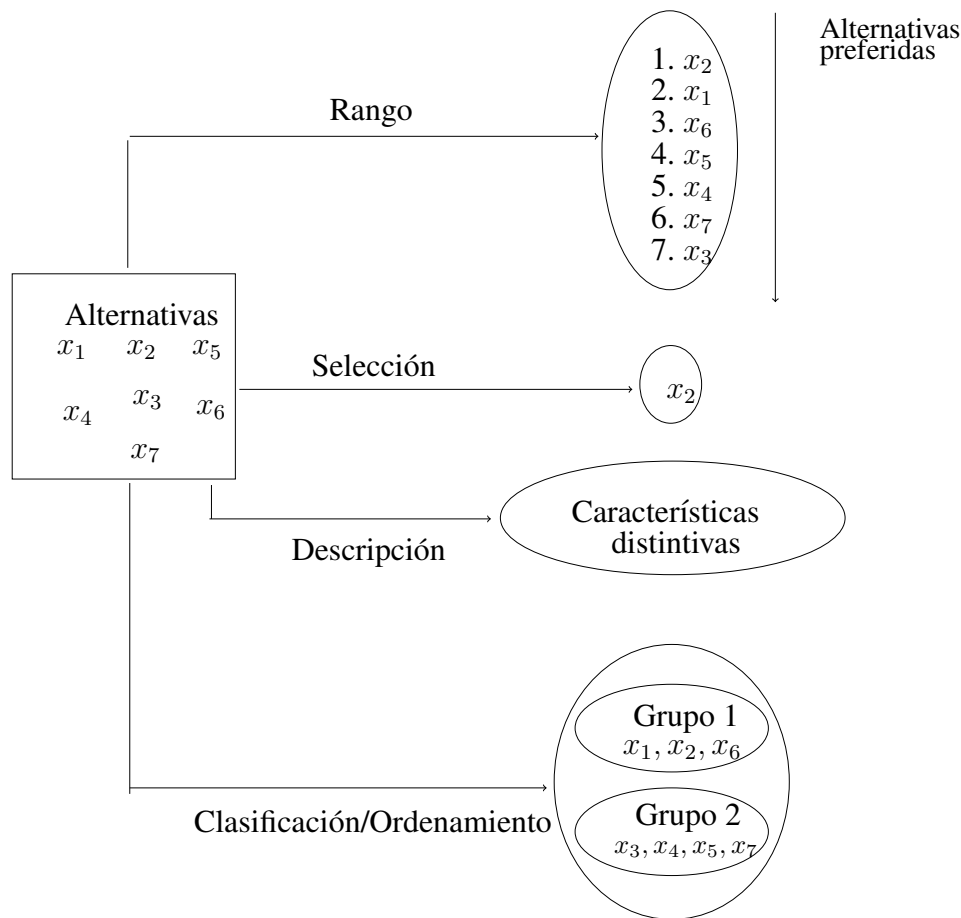 Alternativas
preferidas
1. x₂
2. x₁
3. x₆
4. x₅
5. x₄
6. x₇
7. x₃
Rango
Alternativas
x₁ x₂ x₅
x₄ x₃ x₆
x₇
Selección
x₂
Descripción
Característísticas
distintivas
Clasificación/Ordenamiento
Grupo 1
x₁, x₂, x₆
Grupo 2
x₃, x₄, x₅, x₇